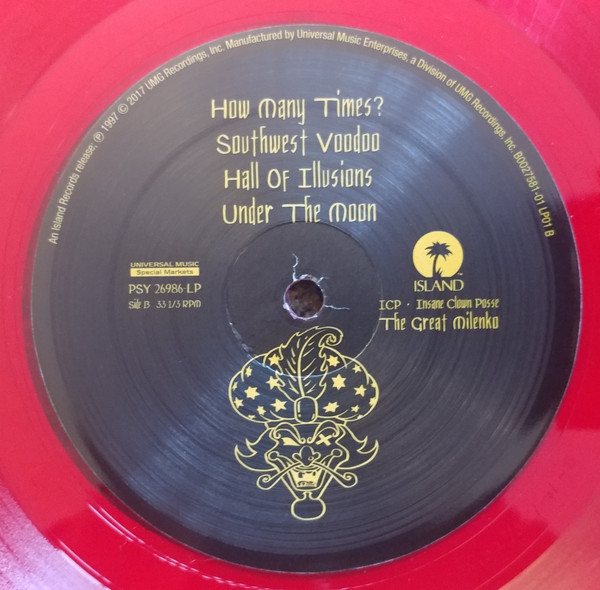 An Island Records release; ℗ 1997 © 2017 UMG Recordings, Inc. Manufactured by Universal Music Enterprises, a Division of UMG Recordings, Inc. B0027581-01 LP01 B
How Many Times?
Southwest Voodoo
Hall Of Illusions
Under The Moon
UNIVERSAL MUSIC
Special Markets
PSY 26986-LP
Side B 33 1/3 RPM
ISLAND™
ICP · Insane Clown Posse
The Great Milenko